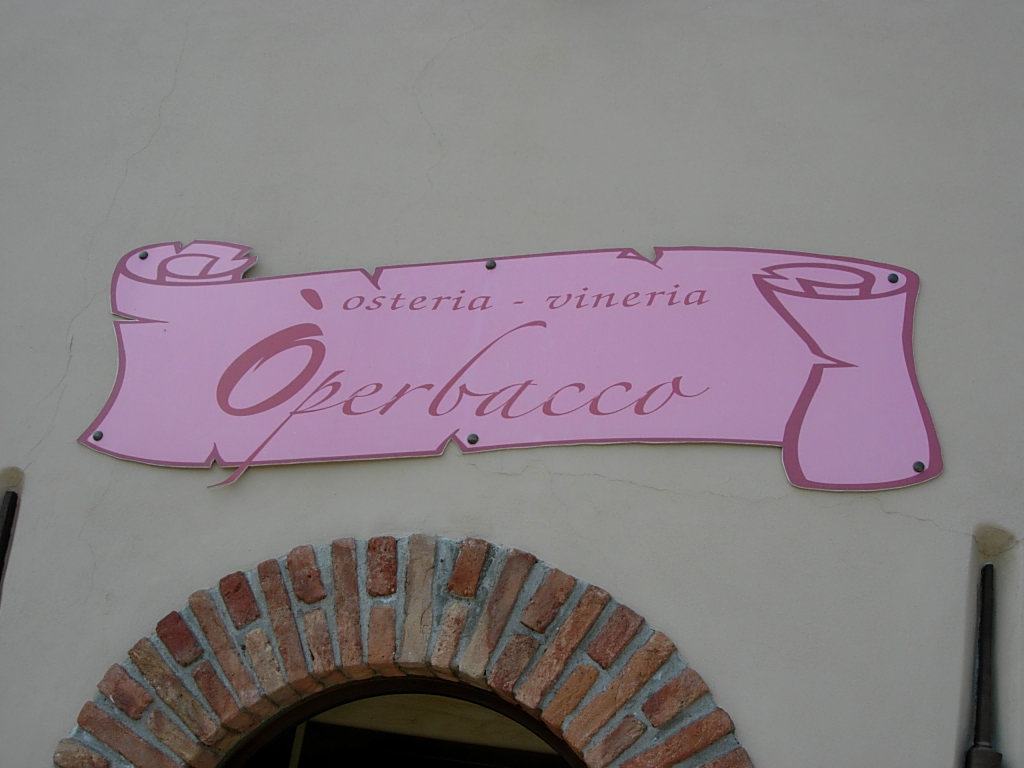 osteria - vineria
Òperbacco